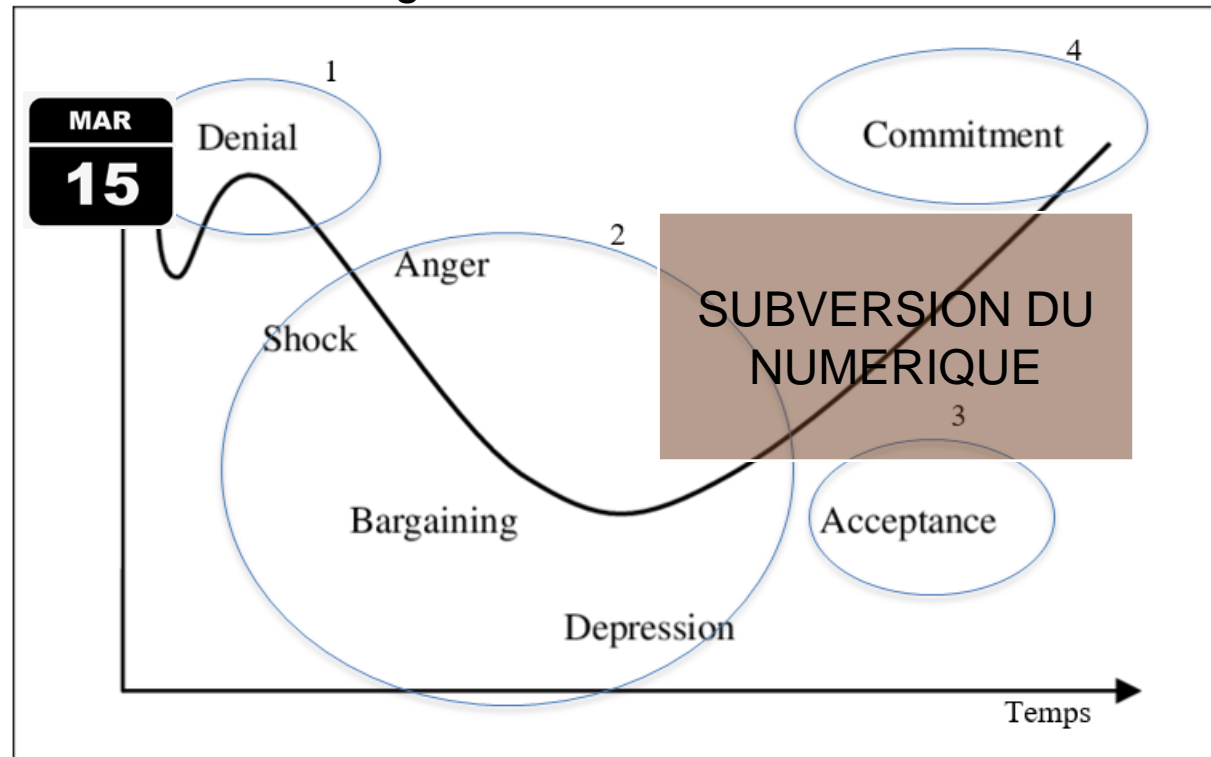 1
4
MAR
15
Denial
Commitment
2
Anger
Shock
SUBVERSION DU
NUMERIQUE
3
Bargaining
Acceptance
Depression
Temps